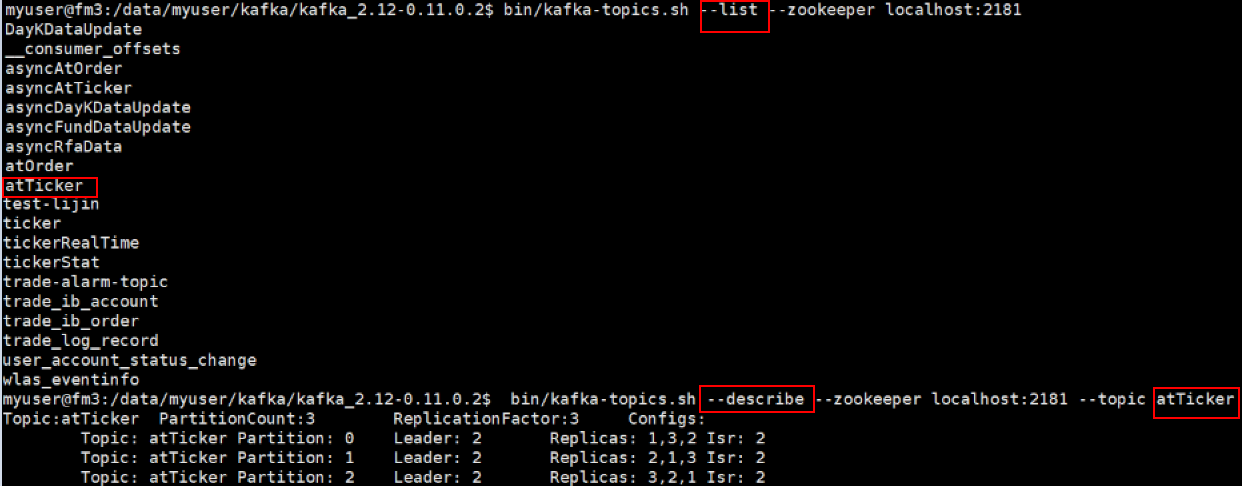 myuser@fm3:/data/myuser/kafka/kafka_2.12-0.11.0.2$ bin/kafka-topics.sh --list --zookeeper localhost:2181
DayKDataUpdate
__consumer_offsets
asyncAtOrder
asyncAtTicker
asyncDayKDataUpdate
asyncFundDataUpdate
asyncRfaData
atOrder
atTicker
test-lijin
ticker
tickerRealTime
tickerStat
trade-alarm-topic
trade_ib_account
trade_ib_order
trade_log_record
user_account_status_change
wlas_eventinfo
myuser@fm3:/data/myuser/kafka/kafka_2.12-0.11.0.2$  bin/kafka-topics.sh --describe --zookeeper localhost:2181 --topic atTicker
Topic:atTicker  PartitionCount:3        ReplicationFactor:3     Configs:
        Topic: atTicker Partition: 0    Leader: 2       Replicas: 1,3,2 Isr: 2
        Topic: atTicker Partition: 1    Leader: 2       Replicas: 2,1,3 Isr: 2
        Topic: atTicker Partition: 2    Leader: 2       Replicas: 3,2,1 Isr: 2